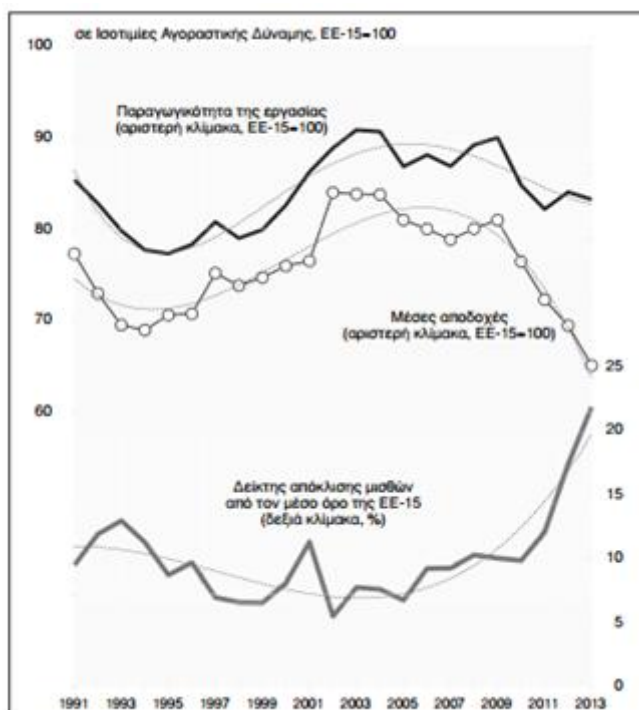 σε Ισοτιμίες Αγοραστική Δύναμης, ΕΕ-15=100
100
90
80
70
60
Παραγωγικότητα της εργασίας
(αριστερή κλίμακα, ΕΕ-15=100)
Μέσες αποδοχές
(αριστερή κλίμακα, ΕΕ-15=100)
Δείκτης απόκλισης μισθών
από τον μέσο όρο της ΕΕ-15
(δεξιά κλίμακα, %)
25
20
15
10
5
0
1991 1993 1995 1997 1999 2001 2003 2005 2007 2009 2011 2013